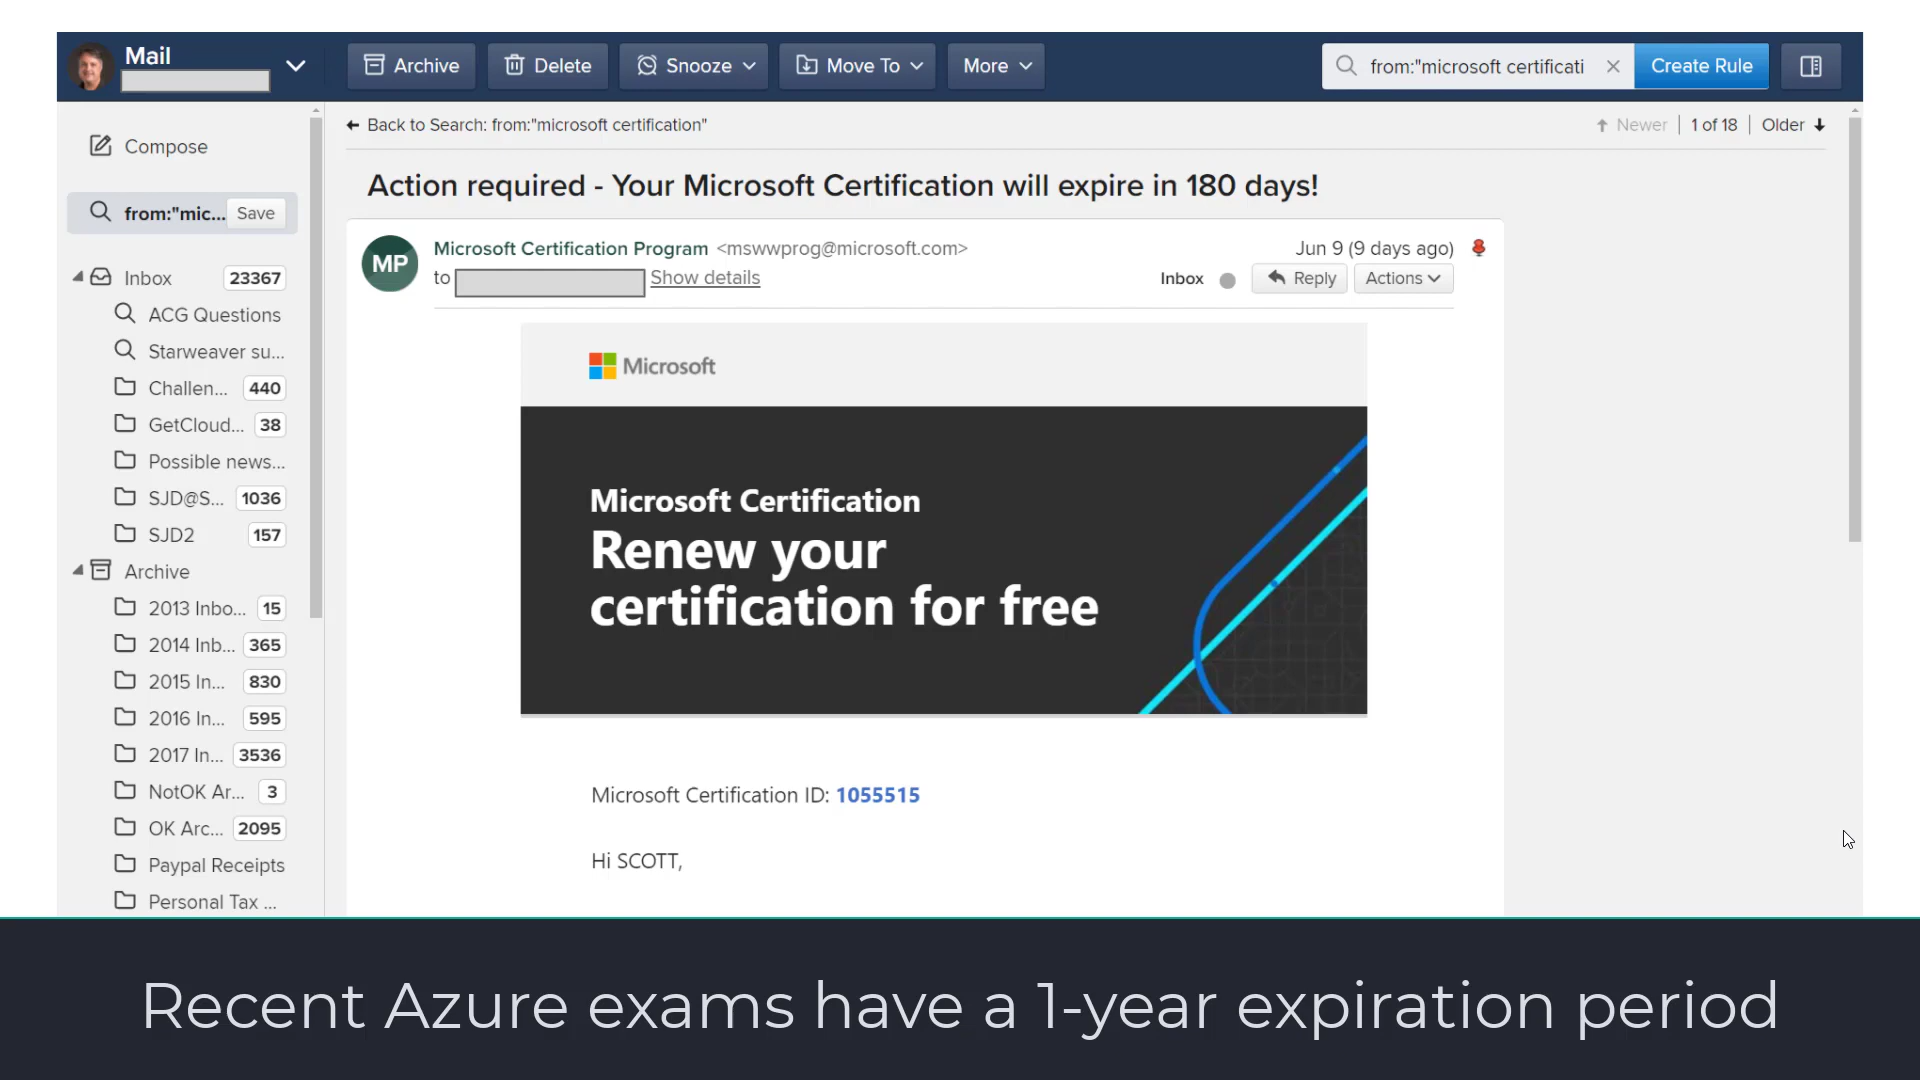 Mail
Archive
Delete
Snooze
Move To
More
from:"microsoft certificati
Create Rule
Compose
from:"mic... Save
Inbox 23367
ACG Questions
Starweaver su...
Challen... 440
GetCloud... 38
Possible news...
SJD@S... 1036
SJD2 157
Archive
2013 Inbo... 15
2014 Inb... 365
2015 In... 830
2016 In... 595
2017 In... 3536
NotOK Ar... 3
OK Arc... 2095
Paypal Receipts
Personal Tax ...
Back to Search: from:"microsoft certification"
Newer 1 of 18 Older
Action required - Your Microsoft Certification will expire in 180 days!
MP
Microsoft Certification Program <mswwprog@microsoft.com>
Jun 9 (9 days ago)
to Show details
Inbox Reply Actions
Microsoft
Microsoft Certification
Renew your
certification for free
Microsoft Certification ID: 1055515
Hi SCOTT,
Recent Azure exams have a 1-year expiration period